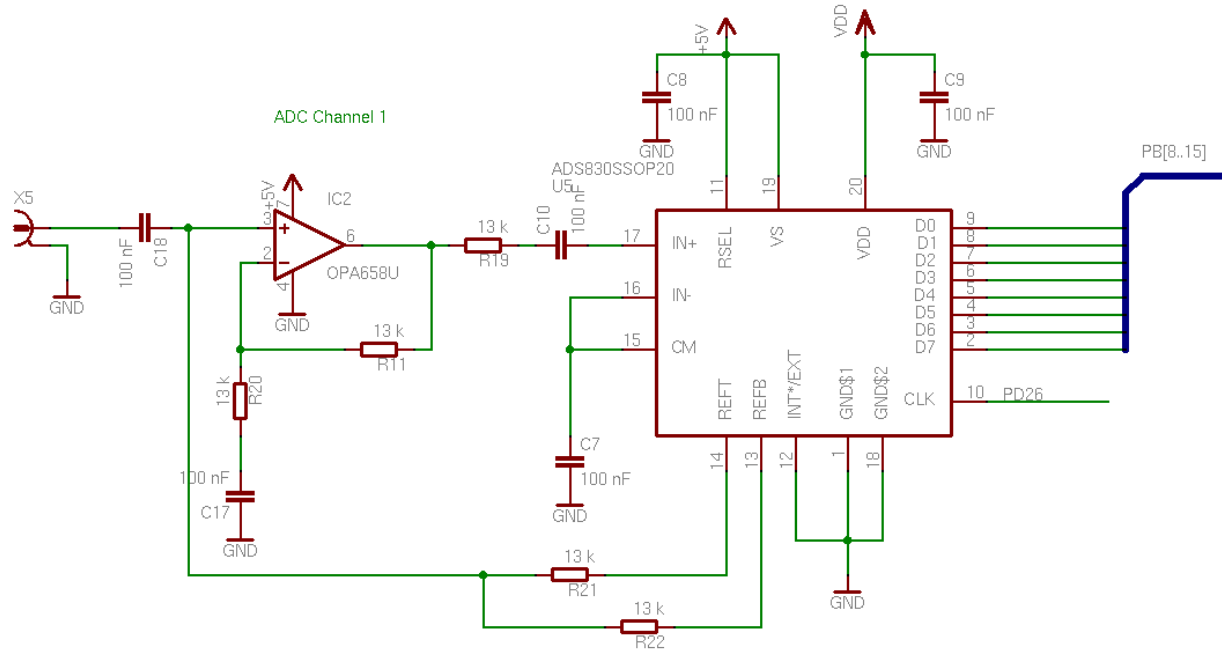 ADC Channel 1
X5
100 nF
C18
+5V
IC2
7
3
2
6
4
OPA658U
GND
GND
13 k
R19
C10
100 nF
13 k
R11
13 k
R20
100 nF
C17
GND
+5V
C8
100 nF
GND
VDD
C9
100 nF
GND
ADS830SSOP20
U5
11
19
20
RSEL
VS
VDD
17
IN+
16
IN-
15
CM
C7
100 nF
GND
D0
9
D1
8
D2
7
D3
6
D4
5
D5
4
D6
3
D7
2
CLK
10
PD26
PB[8..15]
REFT
REFB
INT*/EXT
GND$1
GND$2
14
13
12
1
18
GND
13 k
R21
13 k
R22